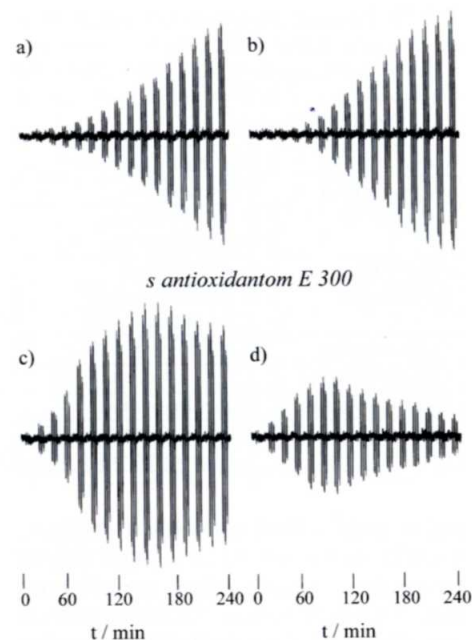 a) b)
s antioxidantom E 300
c) d)
0 60 120 180 240 0 60 120 180 240
t / min t / min